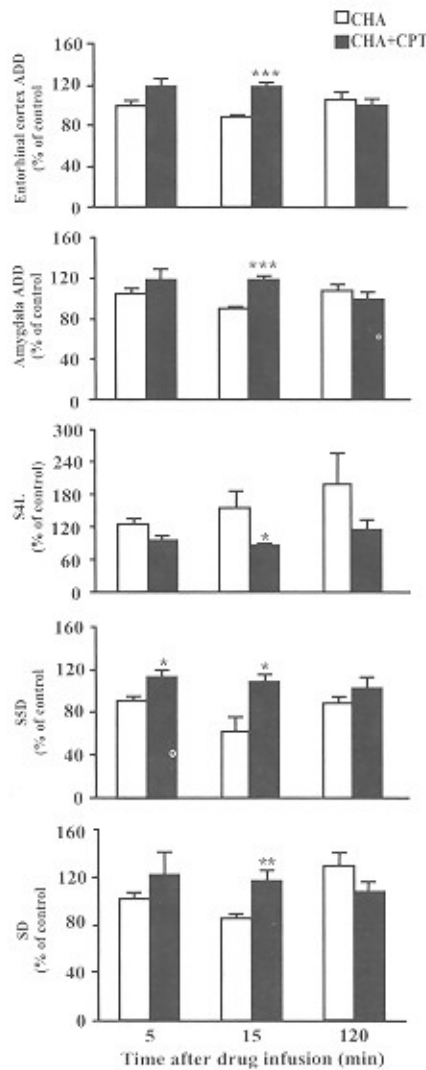 CHA
CHA+CPT
Entorhinal cortex ADD
(% of control)
160
120
80
40
0
***
Amygdala ADD
(% of control
160
120
80
40
0
***
S4L
(% of control)
300
240
180
120
60
0
*
S5D
(% of control
160
120
80
40
0
*
*
SD
(% of control)
160
120
80
40
0
**
5 15 120
Time after drug infusion (min)